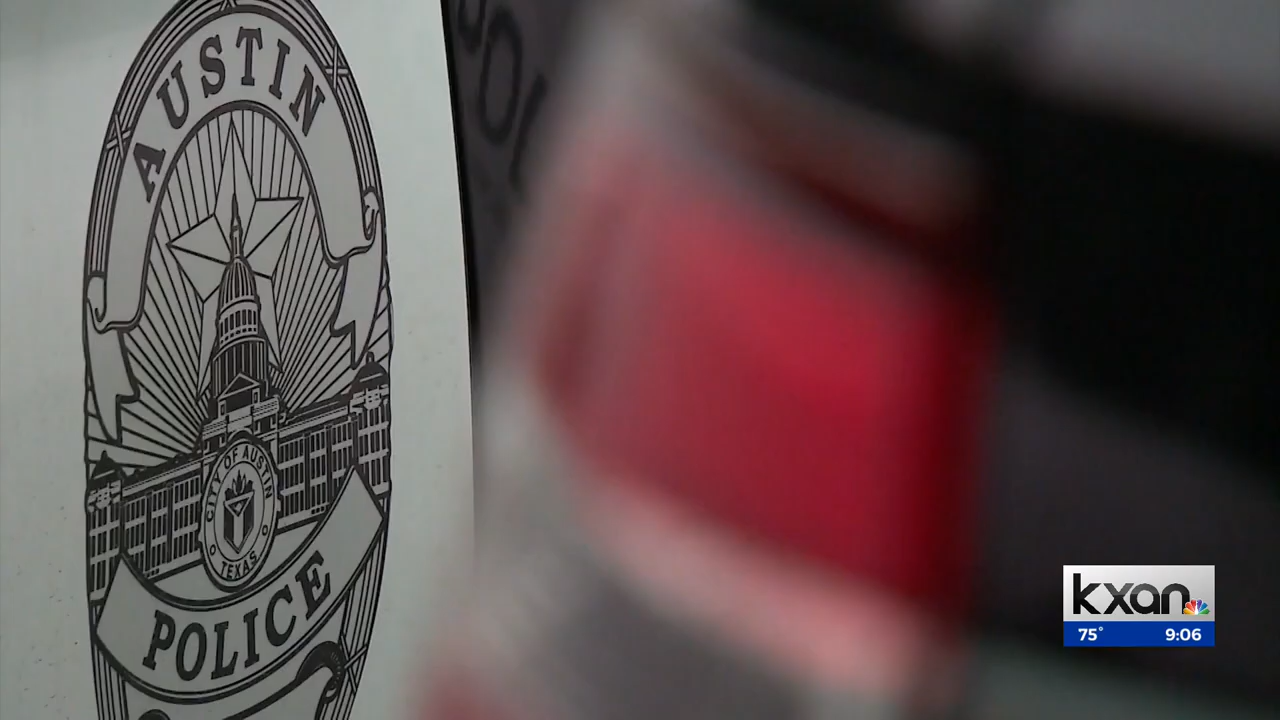 AUSTIN
CITY OF AUSTIN
TEXAS
POLICE
kxan
75° 9:06